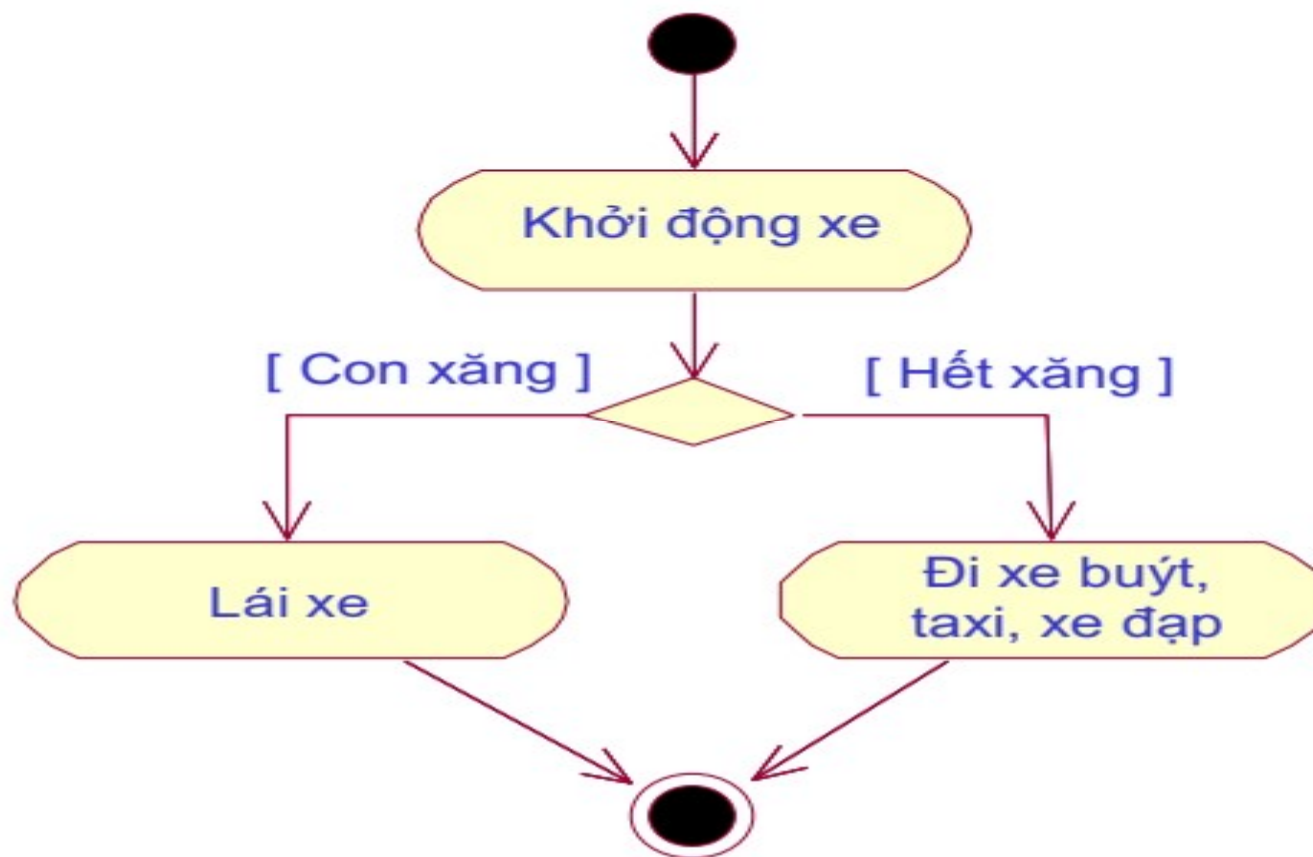 Khởi động xe
[ Con xăng ]
[ Hết xăng ]
Lái xe
Đi xe buýt,
taxi, xe đạp